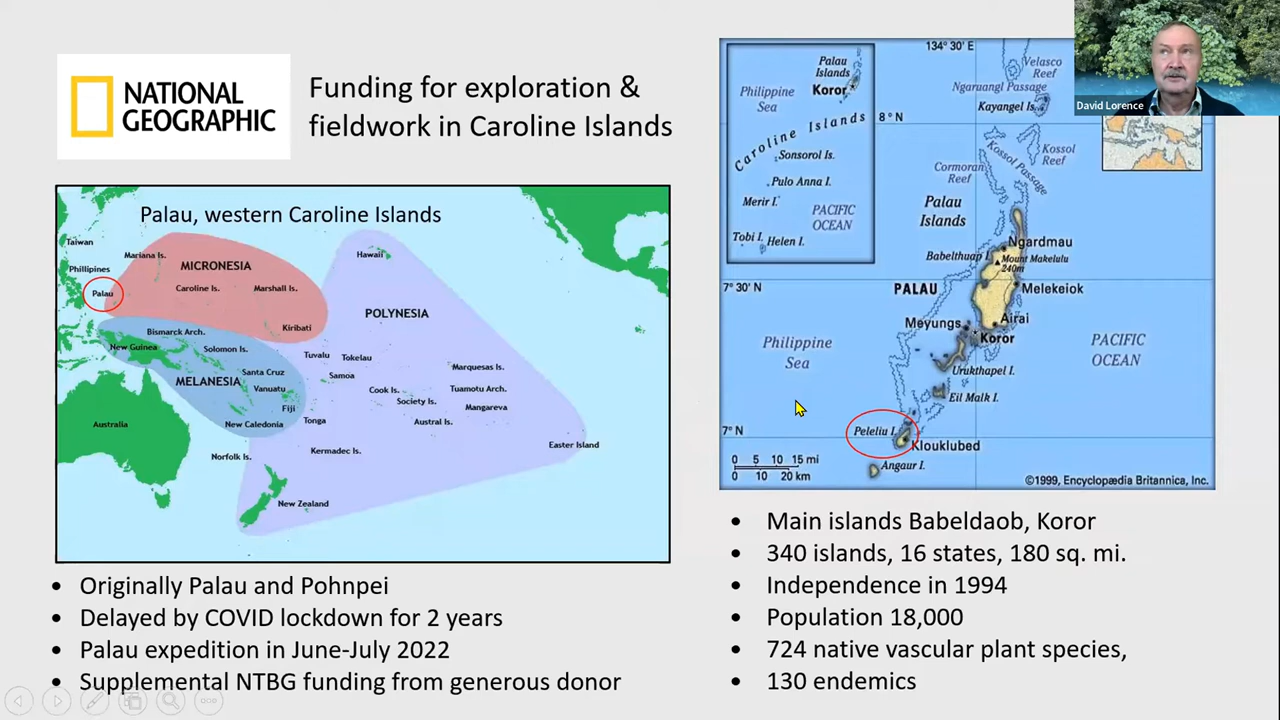 NATIONAL
GEOGRAPHIC
Funding for exploration &
fieldwork in Caroline Islands
Palau, western Caroline Islands
Taiwan
Mariana Is.
MICRONESIA
Hawaii
Phillipines
Palau
Caroline Is.
Marshall Is.
POLYNESIA
Bismarck Arch.
Kiribati
New Guinea
Solomon Is.
Tuvalu
Tokelau
Santa Cruz
Samoa
Marquesas Is.
MELANESIA
Vanuatu
Cook Is.
Tuamotu Arch.
Society Is.
Fiji
Mangareva
Australia
New Caledonia
Tonga
Austral Is.
Norfolk Is.
Kermadec Is.
Easter Island
New Zealand
• Originally Palau and Pohnpei
• Delayed by COVID lockdown for 2 years
• Palau expedition in June-July 2022
• Supplemental NTBG funding from generous donor
134° 30' E
Palau
Islands
Koror
Philippine
Sea
Caroline Islands
Sonsorol Is.
Pulo Anna I.
Merir I.
PACIFIC
OCEAN
Tobi I.
Helen I.
8° N
Velasco
Reef
Ngaruangl Passage
Kayangel Is.
Kossol
Reef
Kossol Passage
Cormoran
Reef
Palau
Islands
Ngardmau
Babelthuap I.
Mount Makelulu
240m
7° 30' N
PALAU
Melekeiok
Meyungs
Airai
Koror
Philippine
Sea
PACIFIC
OCEAN
Urukthapel I.
Eil Malk I.
7° N
Peleliu I.
Klouklubed
Angaur I.
0 5 10 15 mi
0 10 20 km
©1999, Encyclopædia Britannica, Inc.
David Lorence
• Main islands Babeldaob, Koror
• 340 islands, 16 states, 180 sq. mi.
• Independence in 1994
• Population 18,000
• 724 native vascular plant species,
• 130 endemics